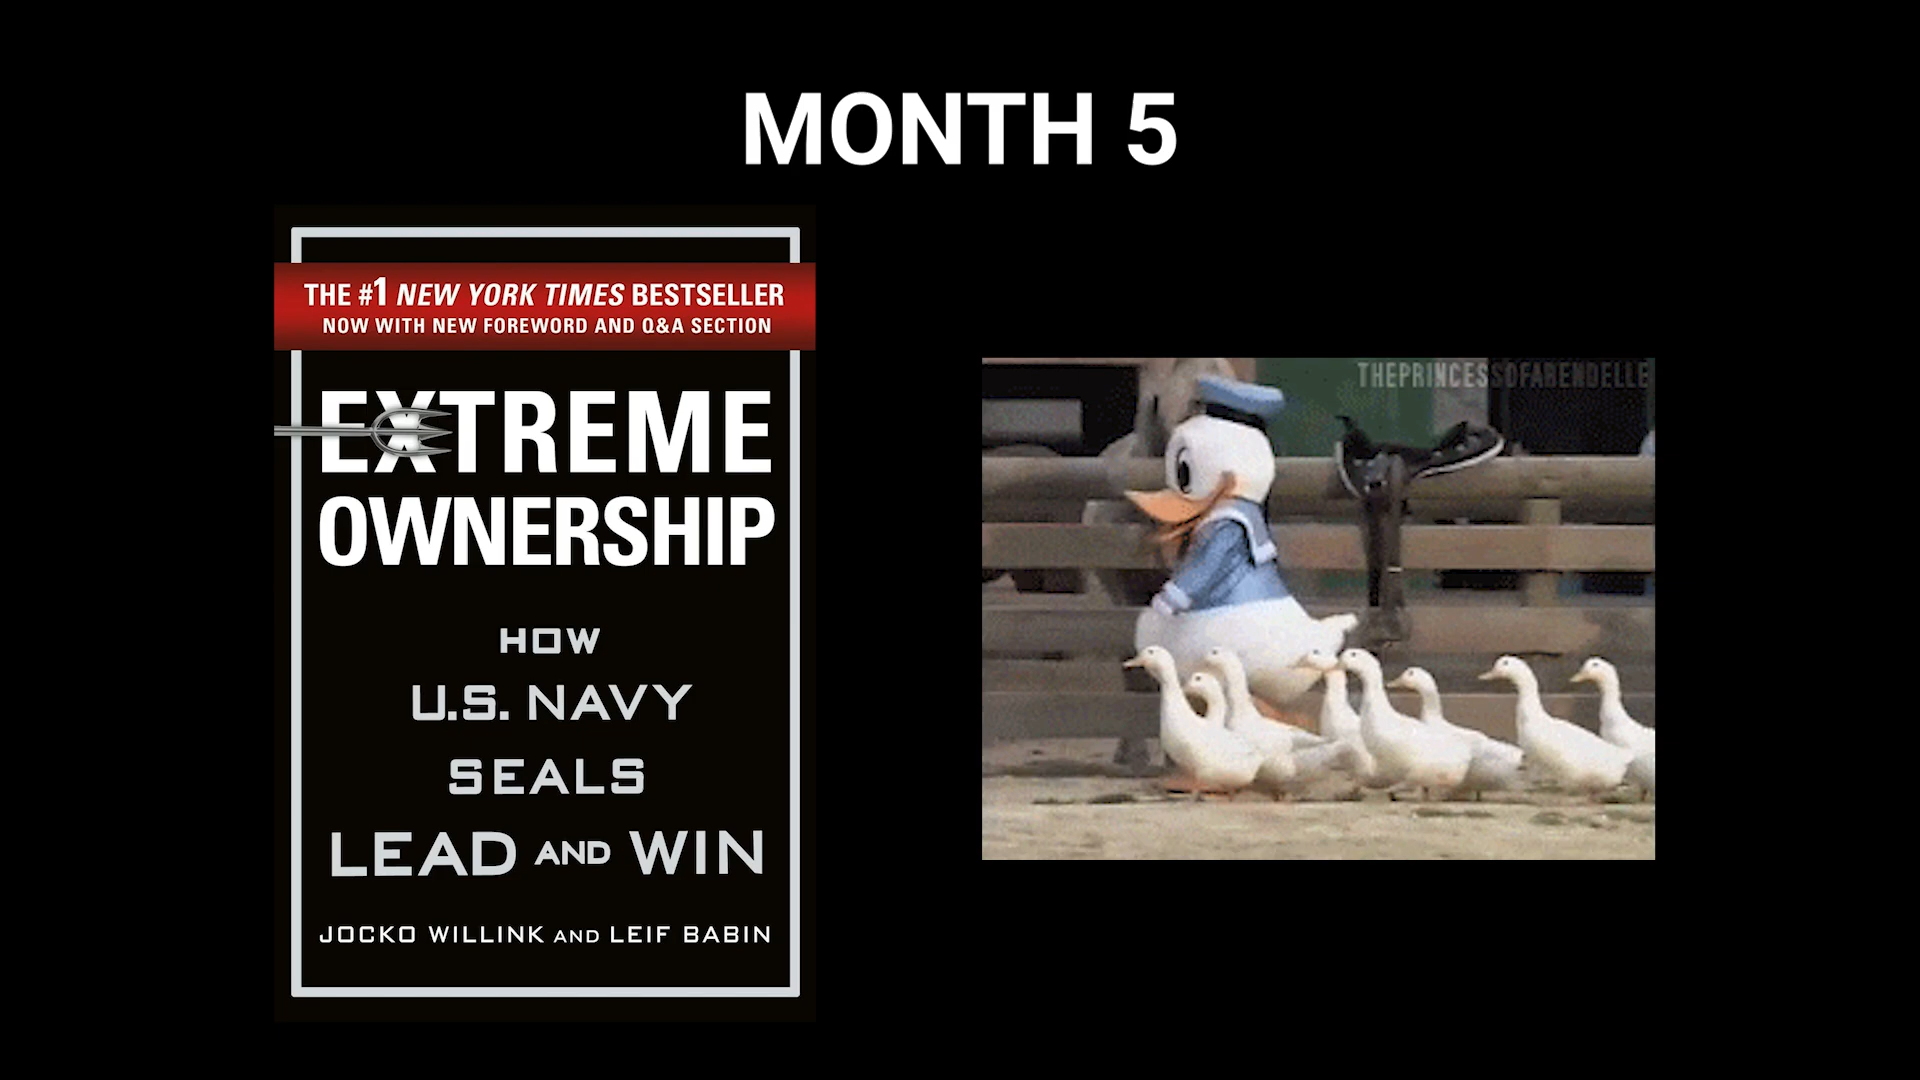 MONTH 5
THE #1 NEW YORK TIMES BESTSELLER
NOW WITH NEW FOREWORD AND Q&A SECTION
EXTREME
OWNERSHIP
HOW
U.S. NAVY
SEALS
LEAD AND WIN
JOCKO WILLINK AND LEIF BABIN
THEPRINCESSOFARENDELLE